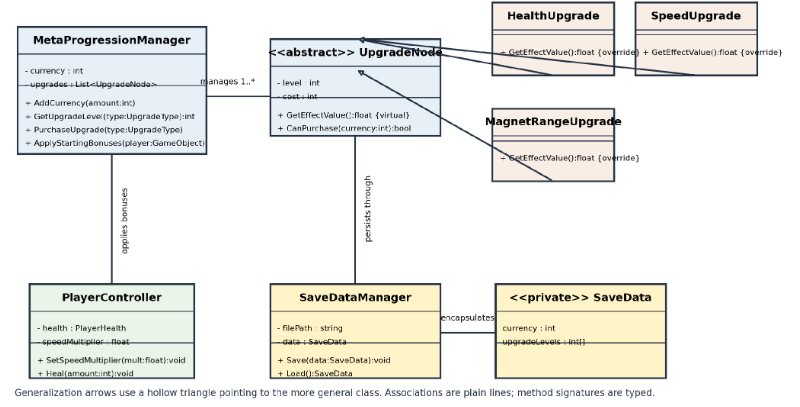 MetaProgressionManager
- currency : int
- upgrades : List<UpgradeNode>
+ AddCurrency(amount:int)
+ GetUpgradeLevel(type:UpgradeType):int
+ PurchaseUpgrade(type:UpgradeType)
+ ApplyStartingBonuses(player:GameObject)
manages 1..*
<<abstract>> UpgradeNode
- level : int
- cost : int
+ GetEffectValue():float {virtual}
+ CanPurchase(currency:int):bool
HealthUpgrade
+ GetEffectValue():float {override}
SpeedUpgrade
+ GetEffectValue():float {override}
MagnetRangeUpgrade
+ GetEffectValue():float {override}
applies bonuses
persists through
PlayerController
- health : PlayerHealth
- speedMultiplier : float
+ SetSpeedMultiplier(mult:float):void
+ Heal(amount:int):void
SaveDataManager
- filePath : string
- data : SaveData
+ Save(data:SaveData):void
+ Load():SaveData
encapsulates
<<private>> SaveData
currency : int
upgradeLevels : int[]
Generalization arrows use a hollow triangle pointing to the more general class. Associations are plain lines; method signatures are typed.